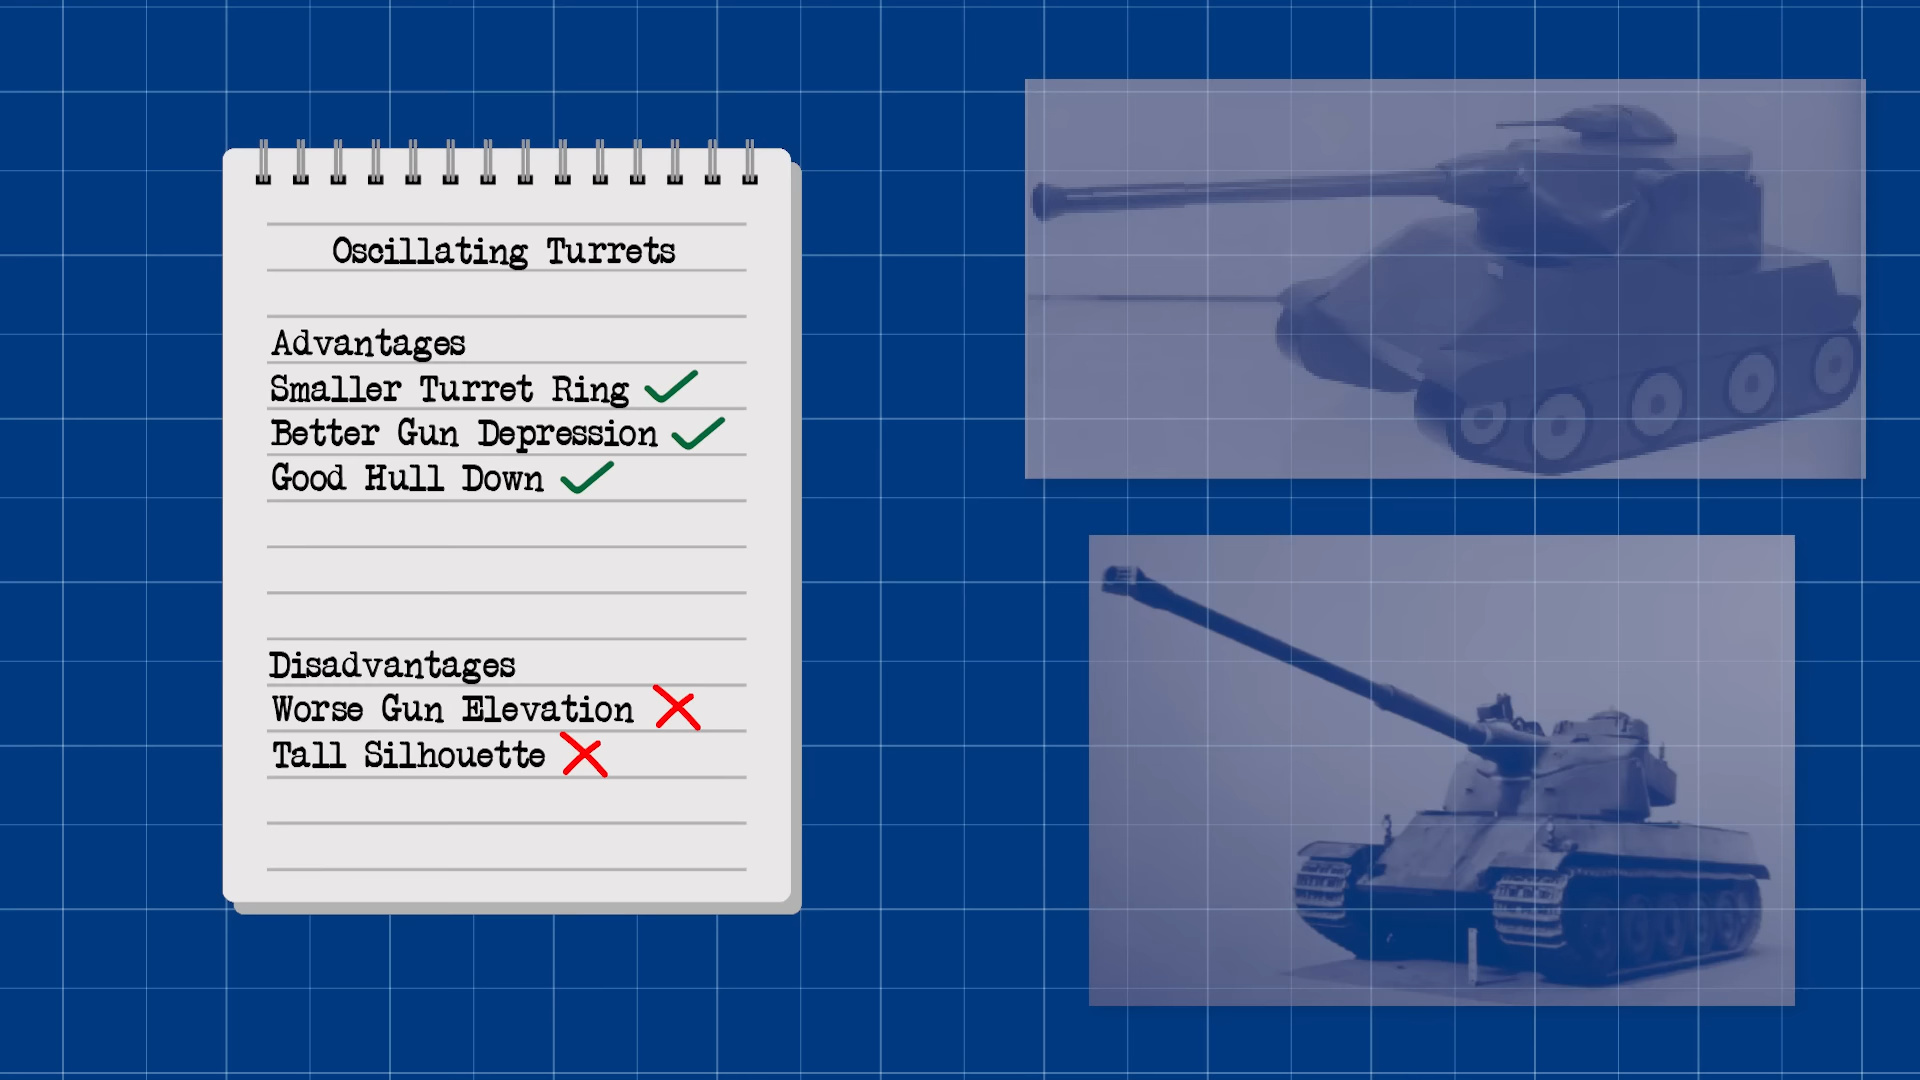 Oscillating Turrets
Advantages
Smaller Turret Ring
Better Gun Depression
Good Hull Down
Disadvantages
Worse Gun Elevation
Tall Silhouette